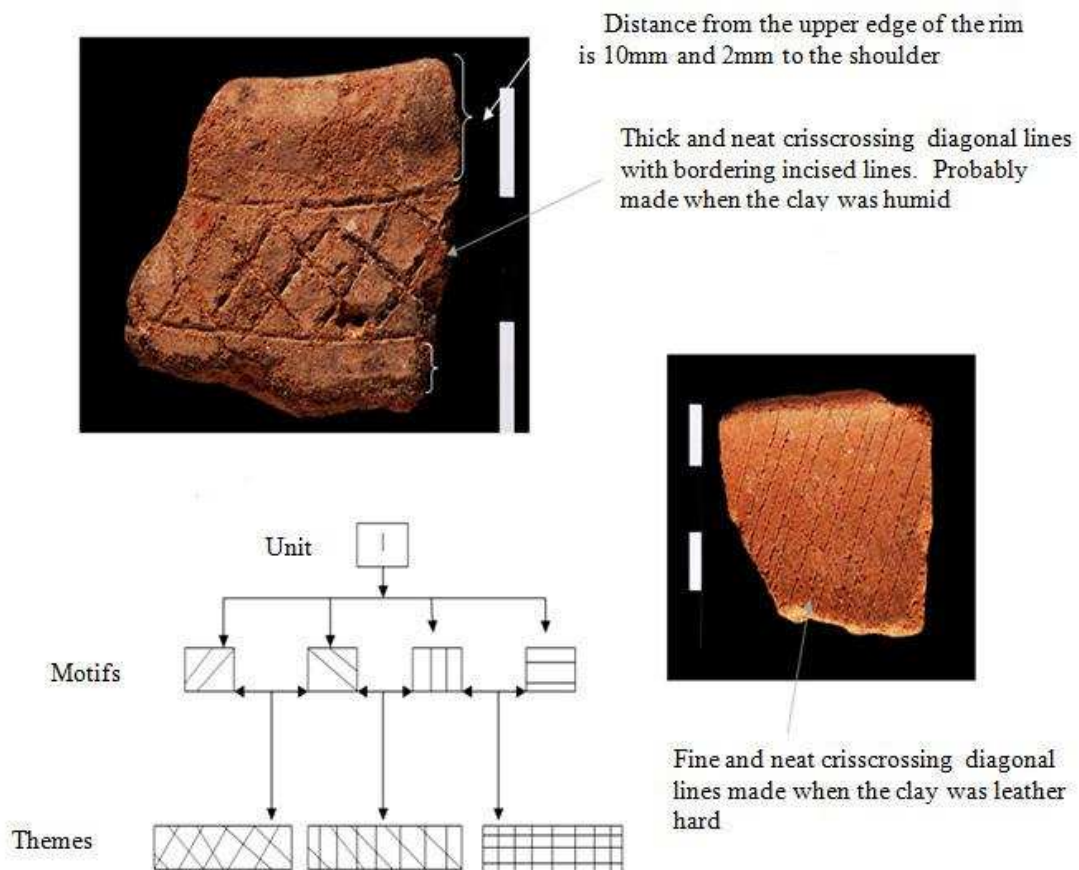 Distance from the upper edge of the rim
is 10mm and 2mm to the shoulder
Thick and neat crisscrossing diagonal lines
with bordering incised lines. Probably
made when the clay was humid
Unit
Motifs
Themes
Fine and neat crisscrossing diagonal
lines made when the clay was leather
hard